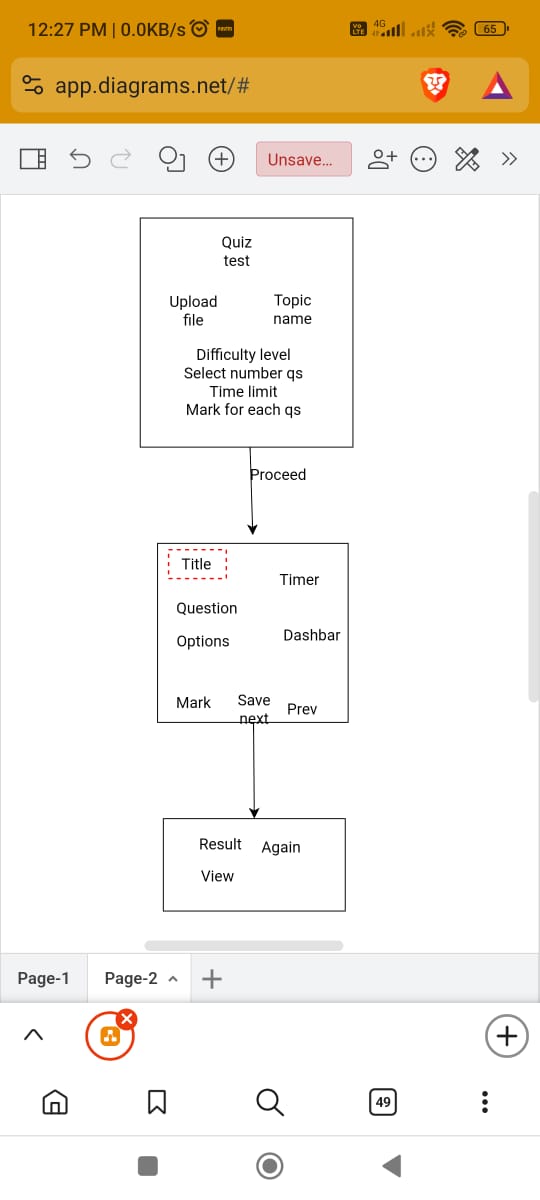 12:27 PM | 0.0KB/s
Vo LTE 4G 65
app.diagrams.net/#
Unsave...
Quiz
test
Upload
file
Topic
name
Difficulty level
Select number qs
Time limit
Mark for each qs
Proceed
Title
Timer
Question
Dashbar
Options
Mark
Save
next
Prev
Result
Again
View
Page-1
Page-2
49